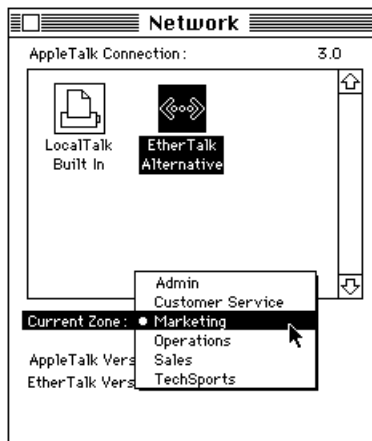 Network
AppleTalk Connection: 3.0
LocalTalk Built In
EtherTalk Alternative
Admin
Customer Service
Current Zone: Marketing
Operations
AppleTalk Vers Sales
EtherTalk Vers TechSports